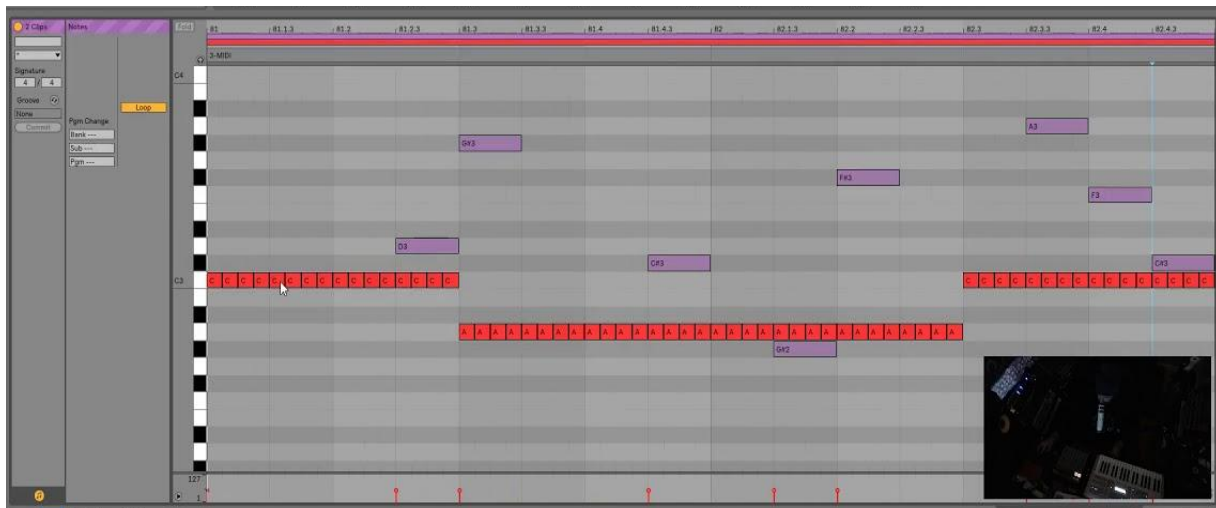 2 Clips
Notes
Fold
81
81.1.3
81.2
81.2.3
81.3
81.3.3
81.4
81.4.3
82
82.1.3
82.2
82.2.3
82.3
82.3.3
82.4
82.4.3
3-MIDI
*
Signature
4 / 4
Groove
None
Commit
Loop
Pgm Change
Bank ---
Sub ---
Pgm ---
C4
A3
G#3
F#3
F3
D3
C#3
C#3
C3
C C C C C C C C C C C C C C C C
C C C C C C C C C C C C C C C C
A A A A A A A A A A A A A A A A A A A A A A A A A A A A A A A A
G#2
127
1